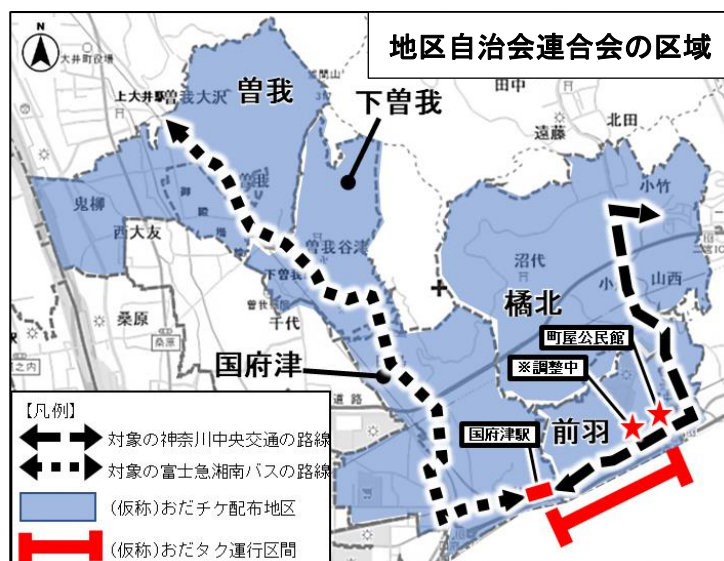 地区自治会連合会の区域
大井町役場
上大井駅
曽我大沢
曽我
下曽我
田中
北田
遠藤
小竹
鬼柳
曽我
西大友
曽我谷津
沼代
山西
下曽我
橘北
桑原
千代
町屋公民館
※調整中
国府津
道路
前羽
国府津駅
【凡例】
対象の神奈川中央交通の路線
対象の富士急湘南バスの路線
(仮称)おだチケ配布地区
(仮称)おだタク運行区間